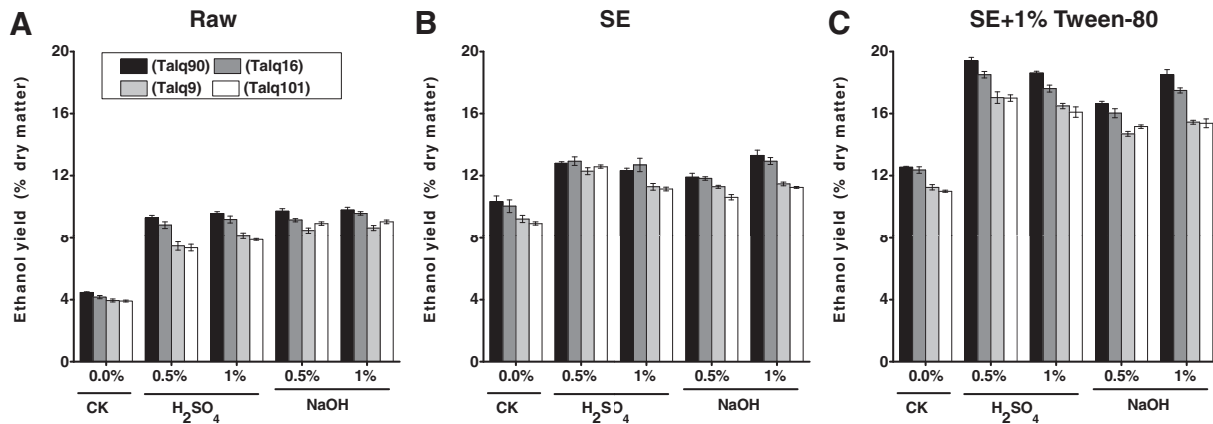 A Raw
Ethanol yield (% dry matter)
20
16
12
8
4
0
(Talq90) (Talq16)
(Talq9) (Talq101)
0.0% 0.5% 1% 0.5% 1%
CK H2SO4 NaOH
B SE
Ethanol yield (% dry matter)
20
16
12
8
4
0
0.0% 0.5% 1% 0.5% 1%
CK H2SO4 NaOH
C SE+1% Tween-80
Ethanol yield (% dry matter)
20
16
12
8
4
0
0.0% 0.5% 1% 0.5% 1%
CK H2SO4 NaOH